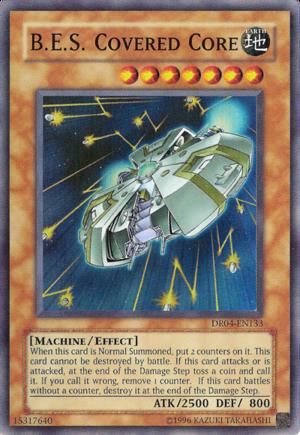 B.E.S. COVERED CORE
EARTH
地
DR04-EN133
[MACHINE/EFFECT]
When this card is Normal Summoned, put 2 counters on it. This
card cannot be destroyed by battle. If this card attacks or is
attacked, at the end of the Damage Step toss a coin and call
it. If you call it wrong, remove 1 counter. If this card battles
without a counter, destroy it at the end of the Damage Step.
ATK/2500 DEF/ 800
15317640
©1996 KAZUKI TAKAHASHI